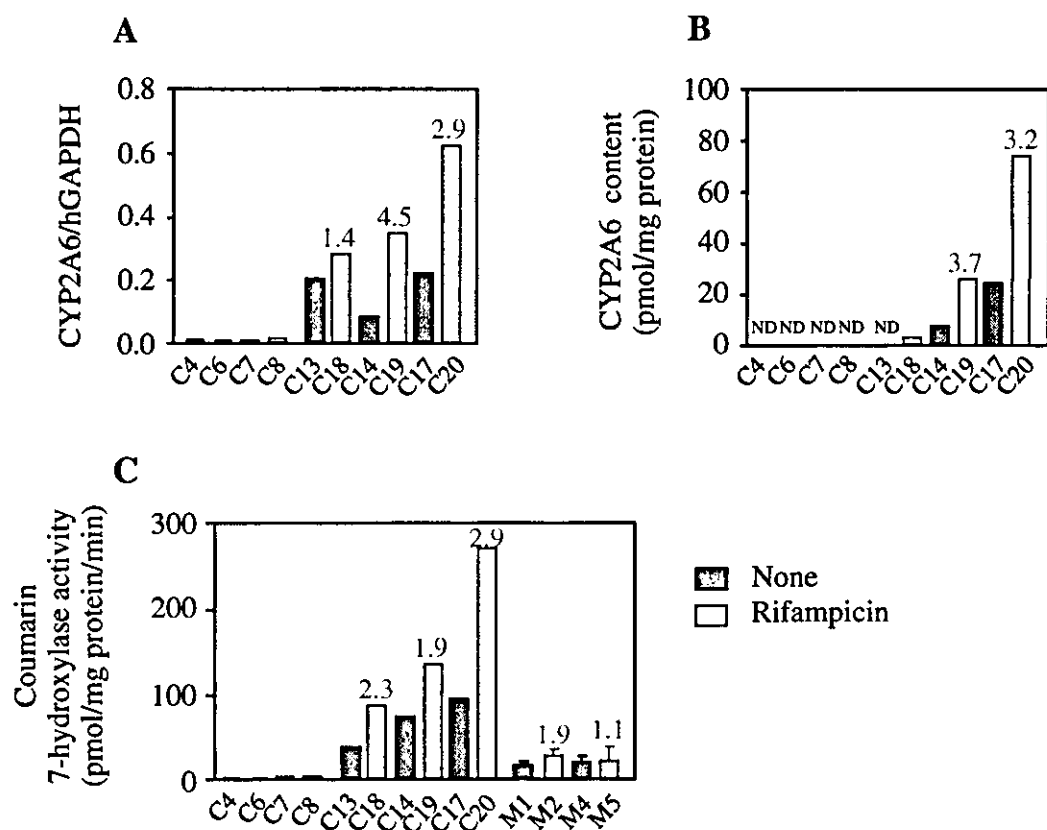 A
CYP2A6/hGAPDH
0.8
0.6
0.4
0.2
0.0
1.4
4.5
2.9
C4 C6 C7 C8 C13 C18 C14 C19 C17 C20
B
CYP2A6 content
(pmol/mg protein)
100
80
60
40
20
0
ND ND ND ND ND
3.7
3.2
C4 C6 C7 C8 C13 C18 C14 C19 C17 C20
C
Coumarin
7-hydroxylase activity
(pmol/mg protein/min)
300
200
100
0
2.3
1.9
2.9
1.9
1.1
C4 C6 C7 C8 C13 C18 C14 C19 C17 C20 M1 M2 M4 M5
None
Rifampicin